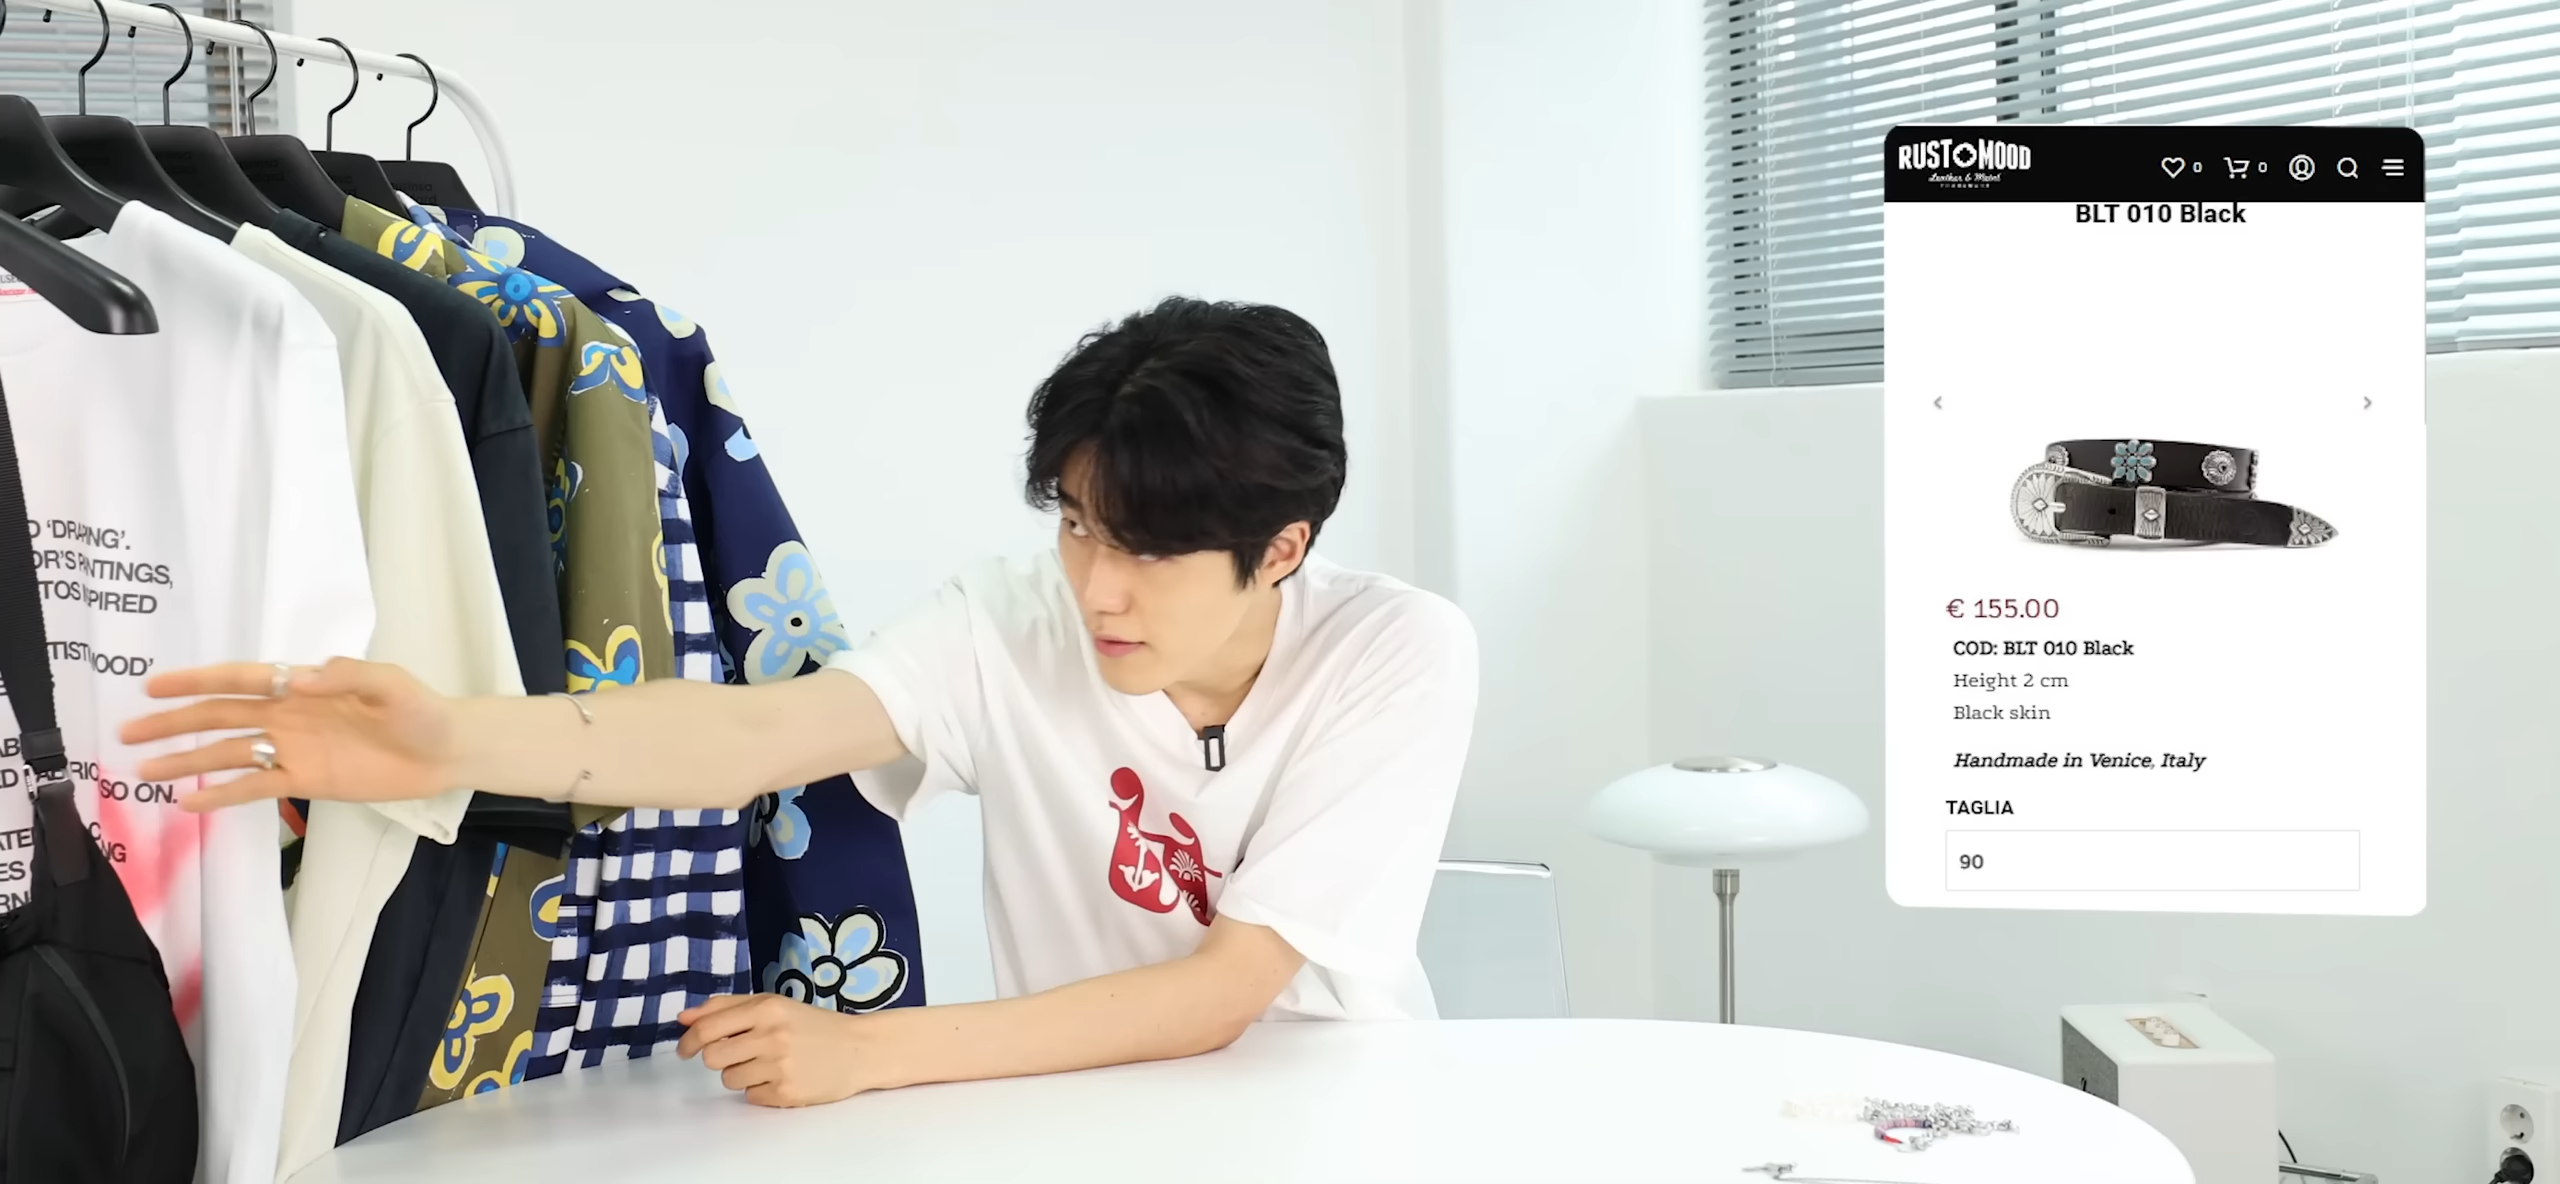 D 'DRAPING'.
OR'S PAINTINGS,
TOS INSPIRED
TIST MOOD'
SO ON.
RUSTMOOD
Leather & Metal
0
0
BLT 010 Black
€ 155.00
COD: BLT 010 Black
Height 2 cm
Black skin
Handmade in Venice, Italy
TAGLIA
90